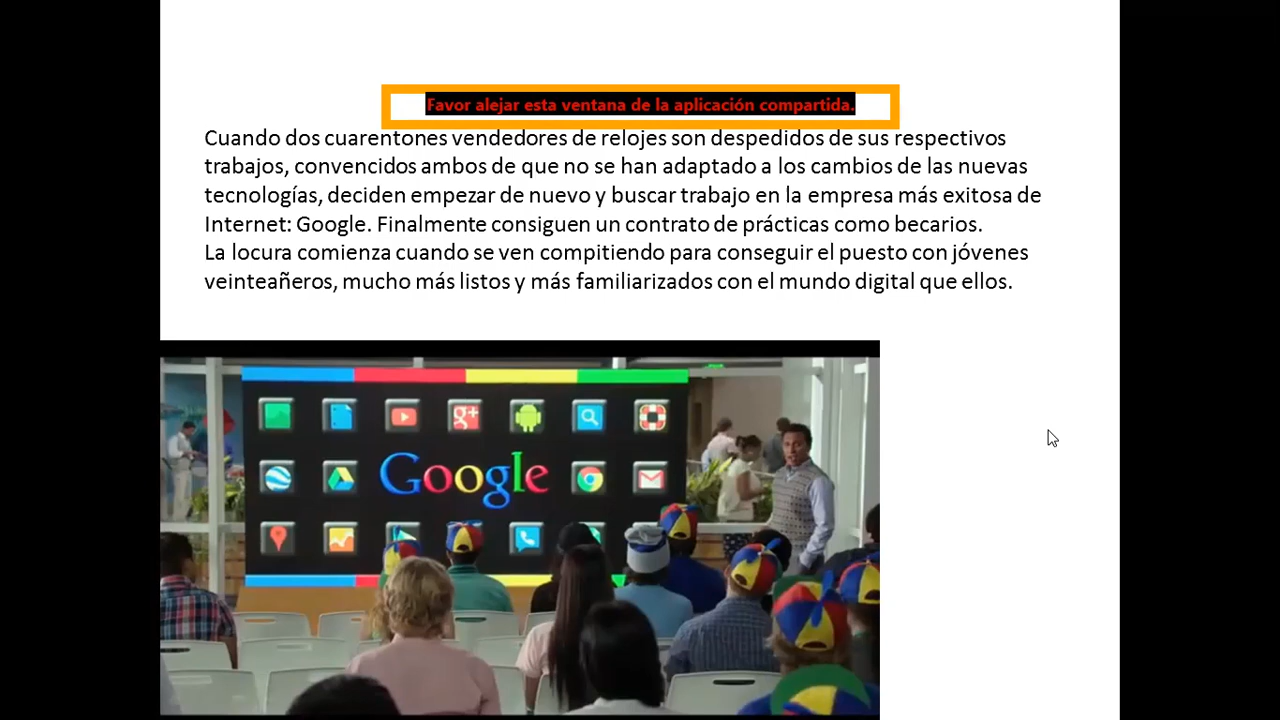 Favor alejar esta ventana de la aplicación compartida.
Cuando dos cuarentones vendedores de relojes son despedidos de sus respectivos
trabajos, convencidos ambos de que no se han adaptado a los cambios de las nuevas
tecnologías, deciden empezar de nuevo y buscar trabajo en la empresa más exitosa de
Internet: Google. Finalmente consiguen un contrato de prácticas como becarios.
La locura comienza cuando se ven compitiendo para conseguir el puesto con jóvenes
veinteañeros, mucho más listos y más familiarizados con el mundo digital que ellos.
g+
Google